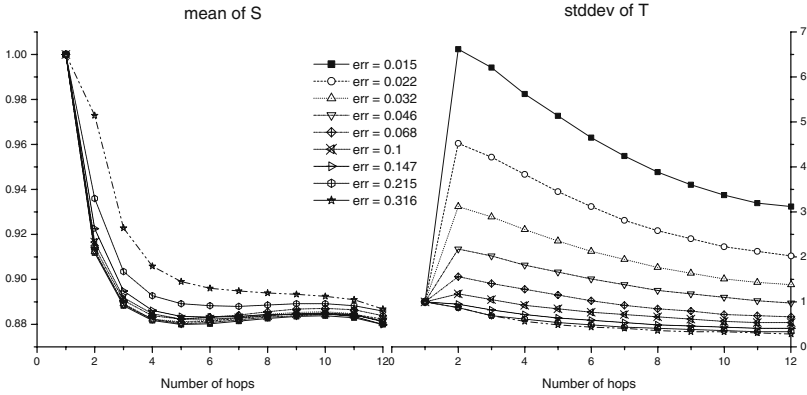 mean of S
stddev of T
1.00
0.98
0.96
0.94
0.92
0.90
0.88
err = 0.015
err = 0.022
err = 0.032
err = 0.046
err = 0.068
err = 0.1
err = 0.147
err = 0.215
err = 0.316
7
6
5
4
3
2
1
0
0 2 4 6 8 10 120 2 4 6 8 10 12
Number of hops
Number of hops